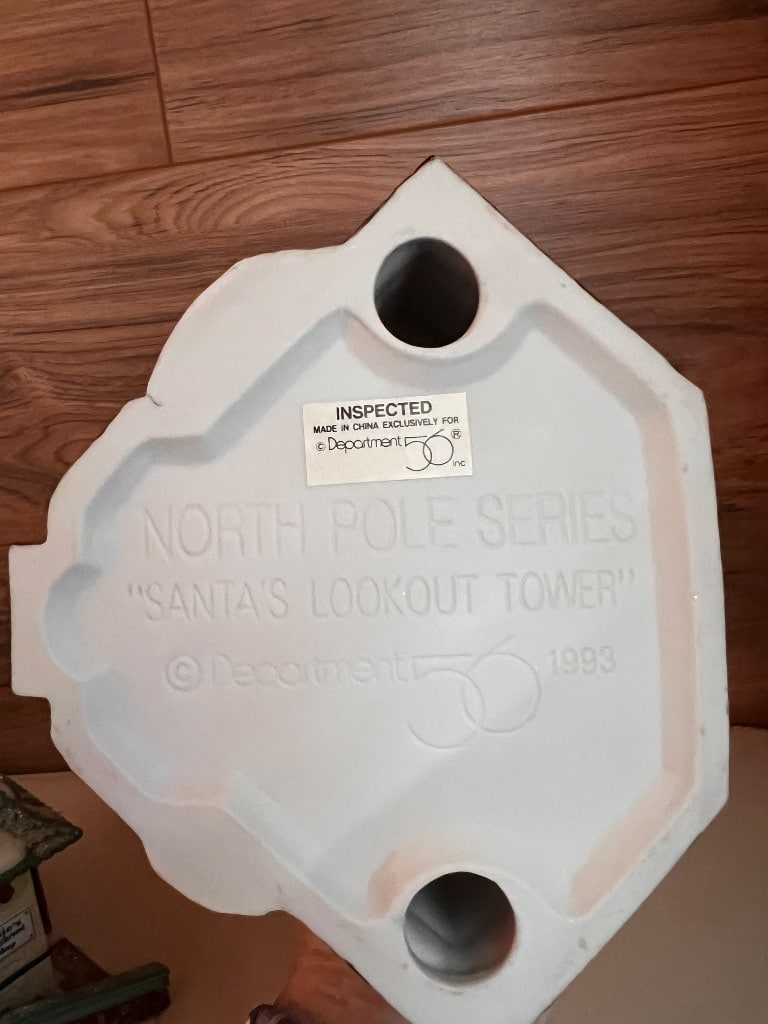 INSPECTED
MADE IN CHINA EXCLUSIVELY FOR
© Department 56® inc
NORTH POLE SERIES
"SANTA'S LOOKOUT TOWER"
© Department 56 1993